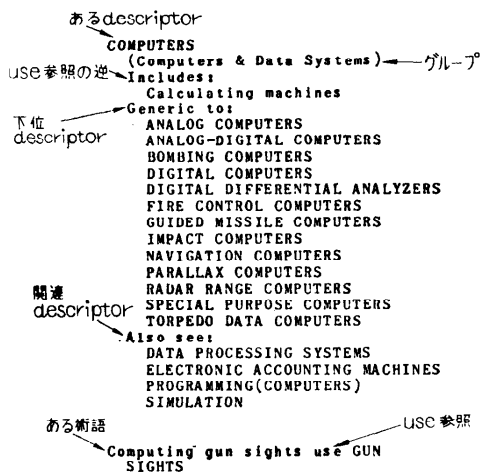 あるdescriptor
COMPUTERS
(Computers & Data Systems) グループ
use参照の逆 Includes:
Calculating machines
下位 descriptor Generic to:
ANALOG COMPUTERS
ANALOG-DIGITAL COMPUTERS
BOMBING COMPUTERS
DIGITAL COMPUTERS
DIGITAL DIFFERENTIAL ANALYZERS
FIRE CONTROL COMPUTERS
GUIDED MISSILE COMPUTERS
IMPACT COMPUTERS
NAVIGATION COMPUTERS
PARALLAX COMPUTERS
RADAR RANGE COMPUTERS
SPECIAL PURPOSE COMPUTERS
TORPEDO DATA COMPUTERS
関連 descriptor Also see:
DATA PROCESSING SYSTEMS
ELECTRONIC ACCOUNTING MACHINES
PROGRAMMING(COMPUTERS)
SIMULATION
ある術語 use参照
Computing gun sights use GUN
SIGHTS